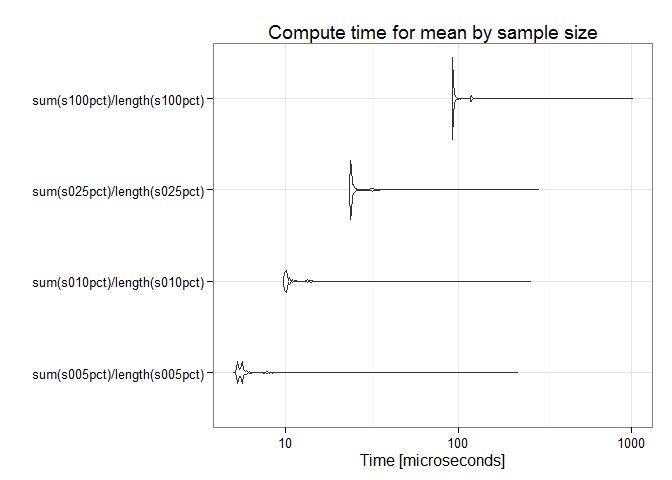 Compute time for mean by sample size
sum(s100pct)/length(s100pct)
sum(s025pct)/length(s025pct)
sum(s010pct)/length(s010pct)
sum(s005pct)/length(s005pct)
10 100 1000
Time [microseconds]